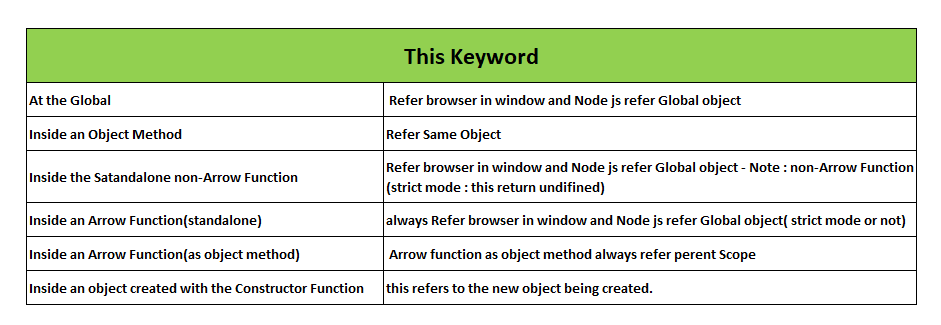 This Keyword
At the Global
Refer browser in window and Node js refer Global object
Inside an Object Method
Refer Same Object
Inside the Satandalone non-Arrow Function
Refer browser in window and Node js refer Global object - Note : non-Arrow Function
(strict mode : this return undifined)
Inside an Arrow Function(standalone)
always Refer browser in window and Node js refer Global object( strict mode or not)
Inside an Arrow Function(as object method)
Arrow function as object method always refer perent Scope
Inside an object created with the Constructor Function
this refers to the new object being created.